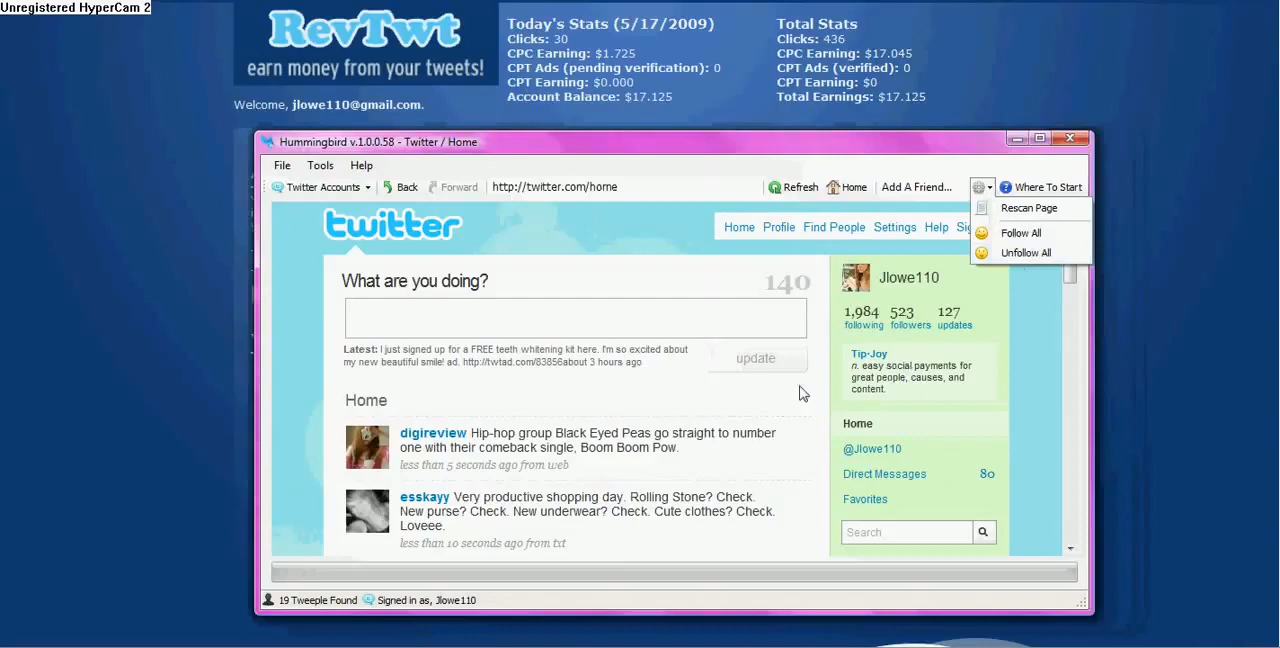 Unregistered HyperCam 2
RevTwt
earn money from your tweets!
Welcome, jlowe110@gmail.com.
Today's Stats (5/17/2009)
Clicks: 30
CPC Earning: $1.725
CPT Ads (pending verification): 0
CPT Earning: $0.000
Account Balance: $17.125
Total Stats
Clicks: 436
CPC Earning: $17.045
CPT Ads (verified): 0
CPT Earning: $0
Total Earnings: $17.125
Hummingbird v.1.0.0.58 - Twitter / Home
File Tools Help
Twitter Accounts Back Forward http://twitter.com/home Refresh Home Add A Friend... Where To Start
Rescan Page
Follow All
Unfollow All
twitter
Home Profile Find People Settings Help
What are you doing? 140
Latest: I just signed up for a FREE teeth whitening kit here. I'm so excited about
my new beautiful smile! ad. http://twtad.com/83856about 3 hours ago
update
Home
digireview Hip-hop group Black Eyed Peas go straight to number
one with their comeback single, Boom Boom Pow.
less than 5 seconds ago from web
esskayy Very productive shopping day. Rolling Stone? Check.
New purse? Check. New underwear? Check. Cute clothes? Check.
Loveee.
less than 10 seconds ago from txt
Jlowe110
1,984 523 127
following followers updates
Tip-Joy
n. easy social payments for
great people, causes, and
content.
Home
@Jlowe110
Direct Messages 80
Favorites
Search
19 Tweeple Found Signed in as, Jlowe110